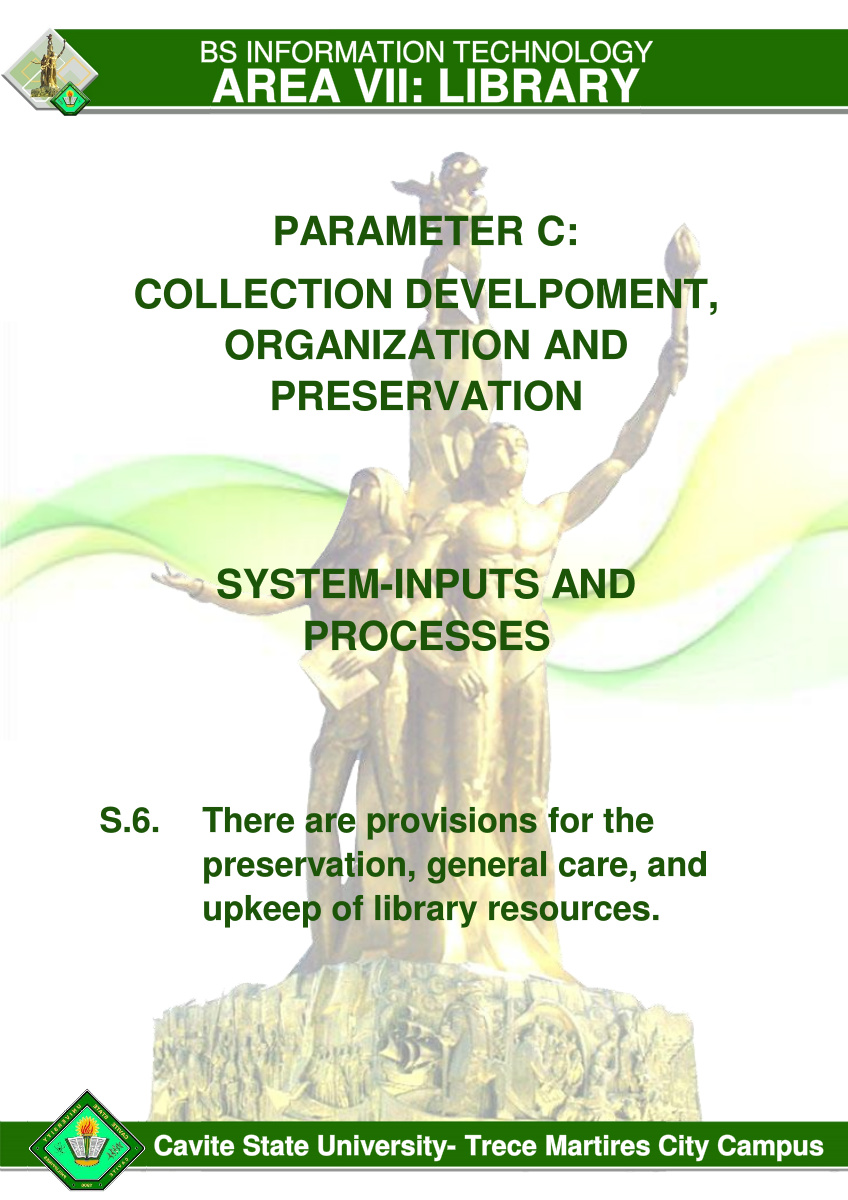 BS INFORMATION TECHNOLOGY
AREA VII: LIBRARY
PARAMETER C:
COLLECTION DEVELPOMENT,
ORGANIZATION AND
PRESERVATION
SYSTEM-INPUTS AND
PROCESSES
S.6. There are provisions for the
preservation, general care, and
upkeep of library resources.
Cavite State University- Trece Martires City Campus